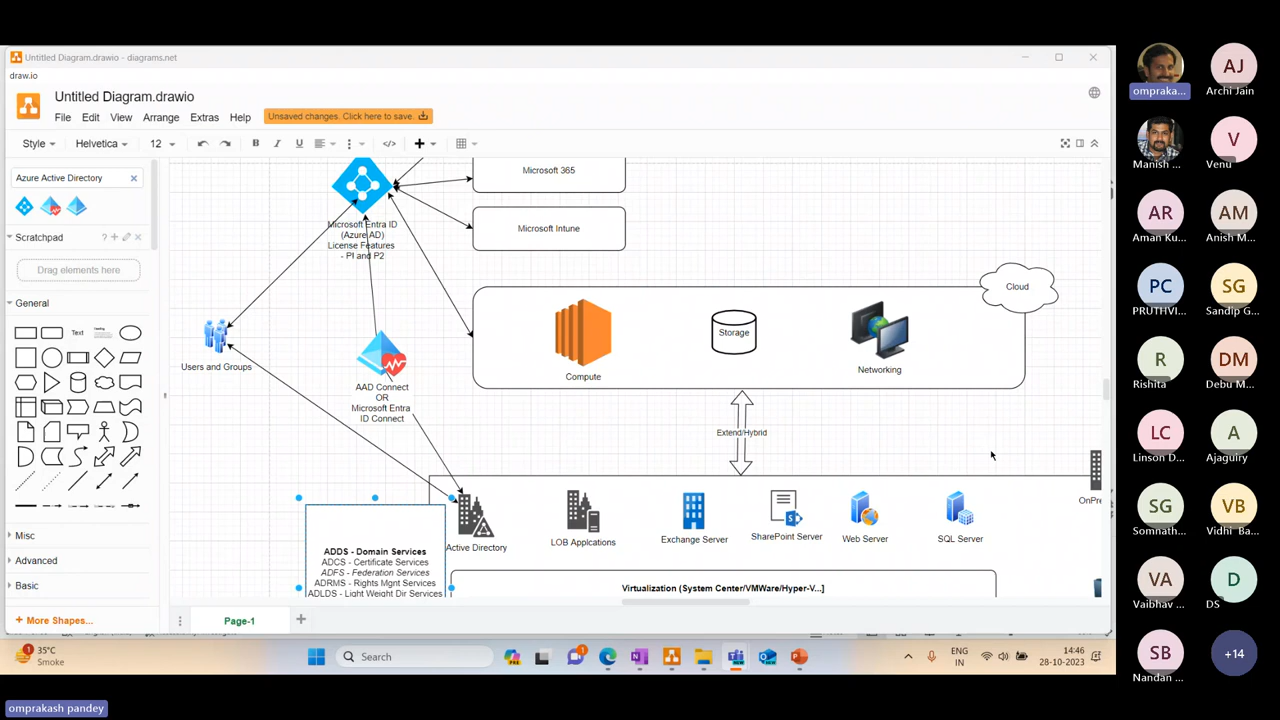 Untitled Diagram.drawio - diagrams.net
draw.io
Untitled Diagram.drawio
File Edit View Arrange Extras Help
Unsaved changes. Click here to save.
Style
Helvetica
12
B I U
Azure Active Directory
Scratchpad
Drag elements here
General
Text
Heading
Misc
Advanced
Basic
+ More Shapes...
Page-1
Microsoft 365
Microsoft Intune
Microsoft Entra ID
(Azure AD)
License Features
- PI and P2
Users and Groups
AAD Connect
OR
Microsoft Entra
ID Connect
Cloud
Compute
Storage
Networking
Extend/Hybrid
OnPre
Active Directory
LOB Applcations
Exchange Server
SharePoint Server
Web Server
SQL Server
ADDS - Domain Services
ADCS - Certificate Services
ADFS - Federation Services
ADRMS - Rights Mgnt Services
ADLDS - Light Weight Dir Services
Virtualization (System Center/VMWare/Hyper-V...]
1
35°C
Smoke
Search
1
ENG
IN
14:46
28-10-2023
omprakash pandey
ompraka...
AJ
Archi Jain
Manish ...
V
Venu
AR
Aman Ku...
AM
Anish M...
PC
PRUTHVI...
SG
Sandip G...
R
Rishita
DM
Debu M...
LC
Linson D...
A
Ajaguiry
SG
Somnath...
VB
Vidhi Ba...
VA
Vaibhav ...
D
DS
SB
Nandan ...
+14